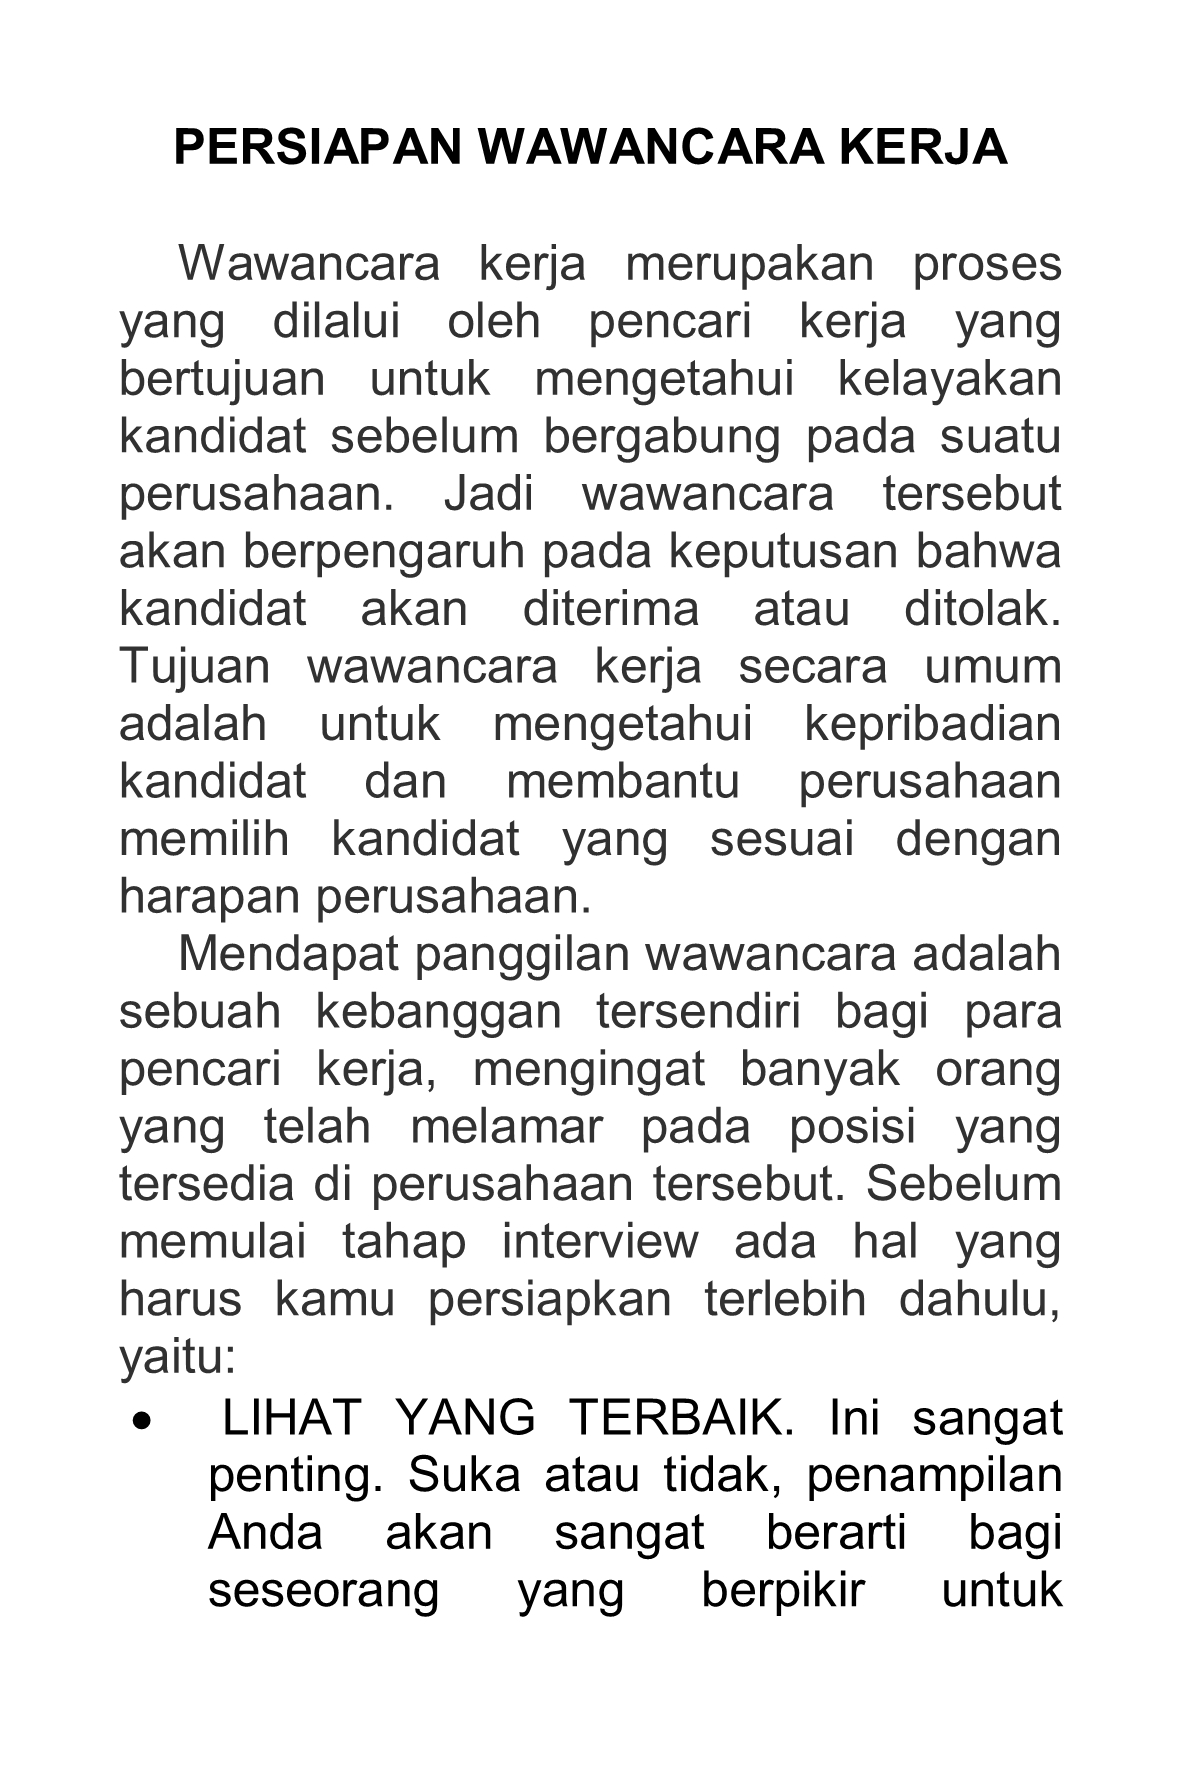 PERSIAPAN WAWANCARA KERJA
Wawancara kerja merupakan proses
yang dilalui oleh pencari kerja yang
bertujuan untuk mengetahui kelayakan
kandidat sebelum bergabung pada suatu
perusahaan. Jadi wawancara tersebut
akan berpengaruh pada keputusan bahwa
kandidat akan diterima atau ditolak.
Tujuan wawancara kerja secara umum
adalah untuk mengetahui kepribadian
kandidat dan membantu perusahaan
memilih kandidat yang sesuai dengan
harapan perusahaan.
Mendapat panggilan wawancara adalah
sebuah kebanggan tersendiri bagi para
pencari kerja, mengingat banyak orang
yang telah melamar pada posisi yang
tersedia di perusahaan tersebut. Sebelum
memulai tahap interview ada hal yang
harus kamu persiapkan terlebih dahulu,
yaitu:
• LIHAT YANG TERBAIK. Ini sangat
penting. Suka atau tidak, penampilan
Anda akan sangat berarti bagi
seseorang yang berpikir untuk